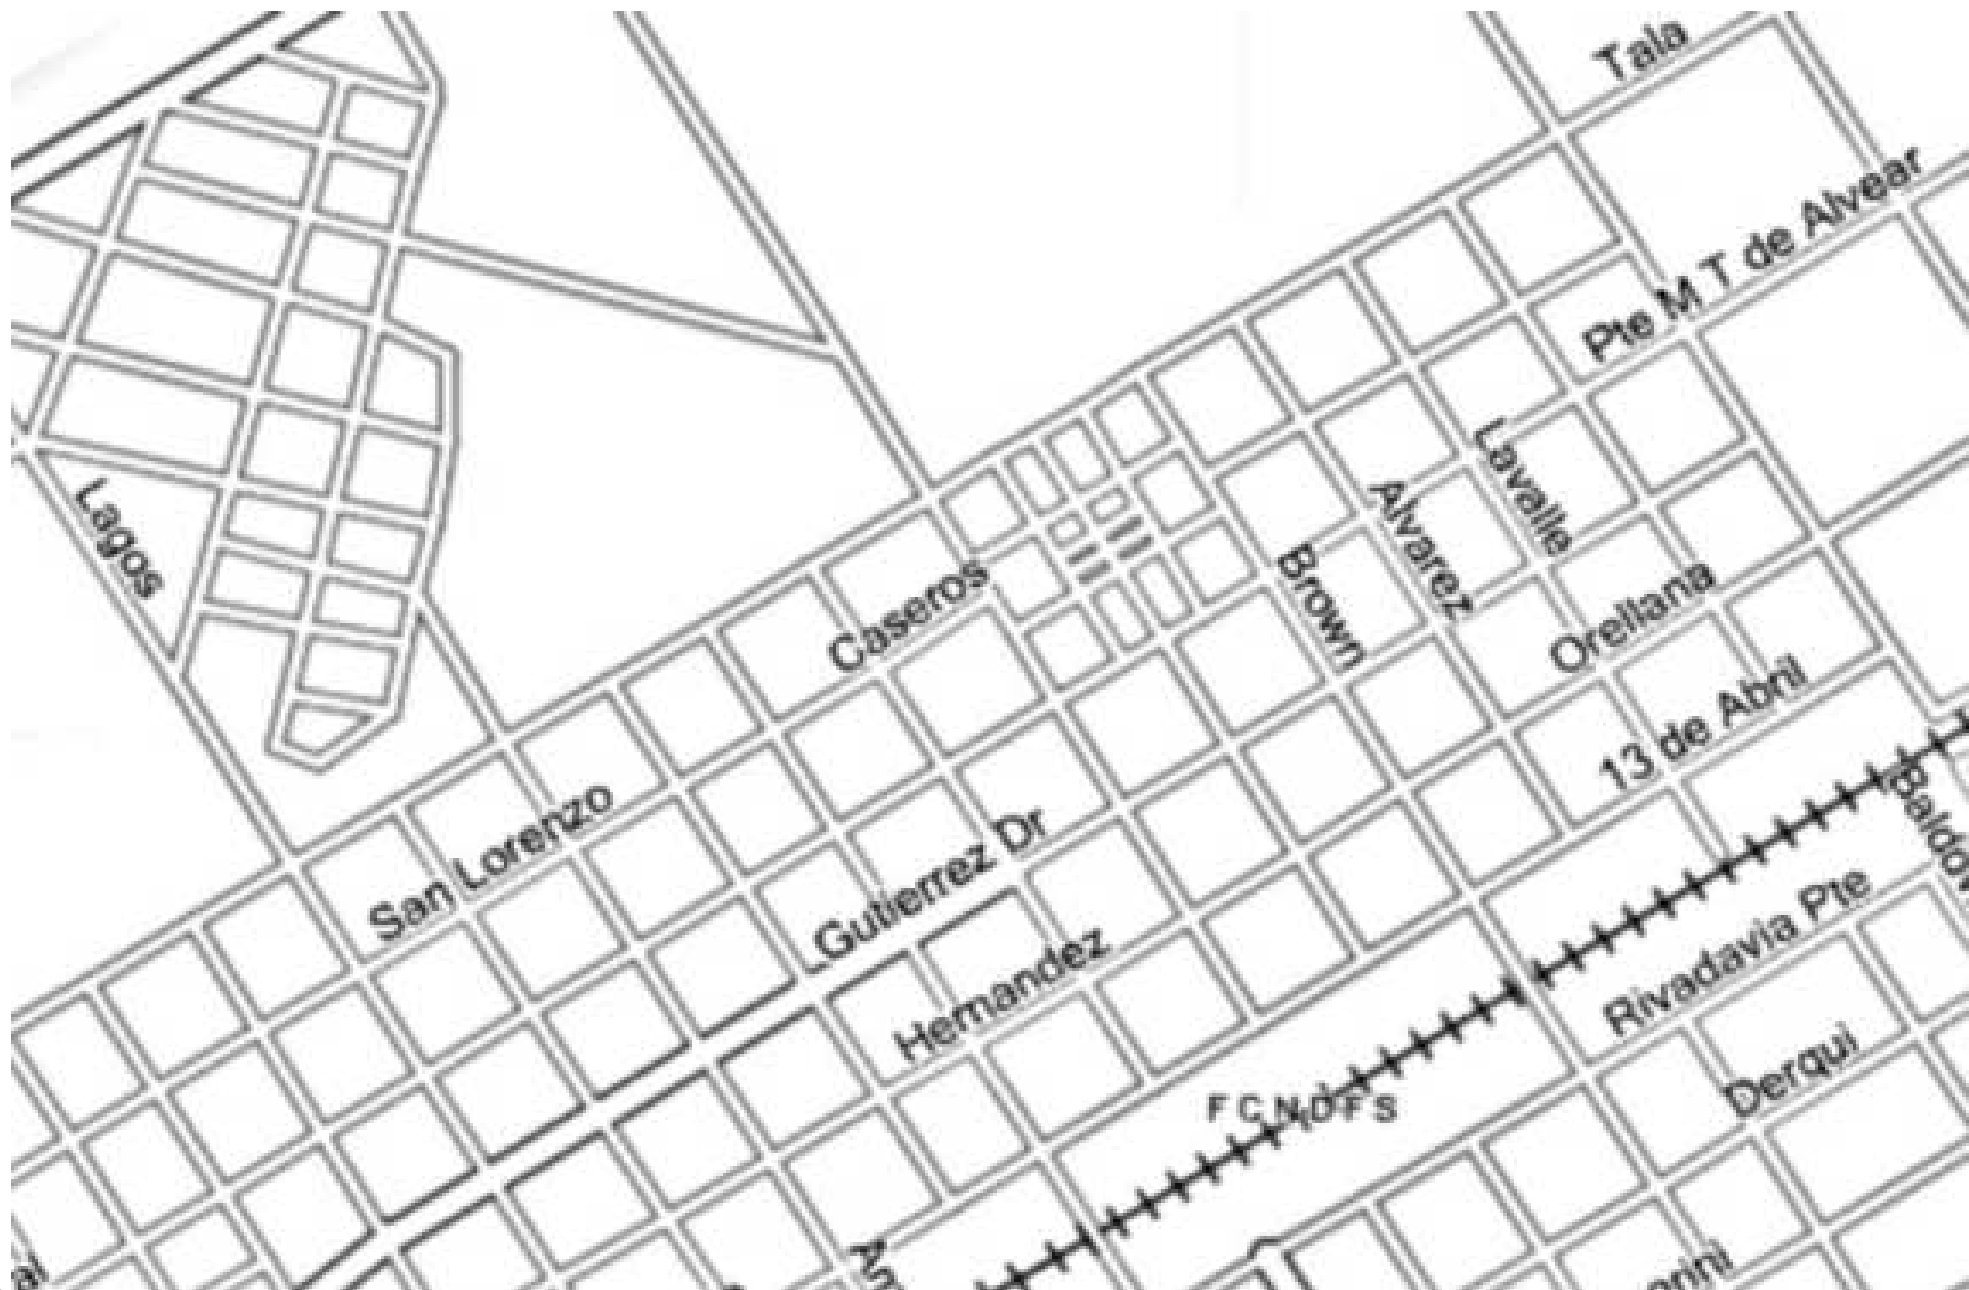 Tala
Pte M T de Alvear
Lavalle
Alvarez
Lagos
Brown
Caseros
Orellana
13 de Abril
San Lorenzo
Gutierrez Dr
Hernandez
Rivadavia Pte
Derqui
F C N D F S